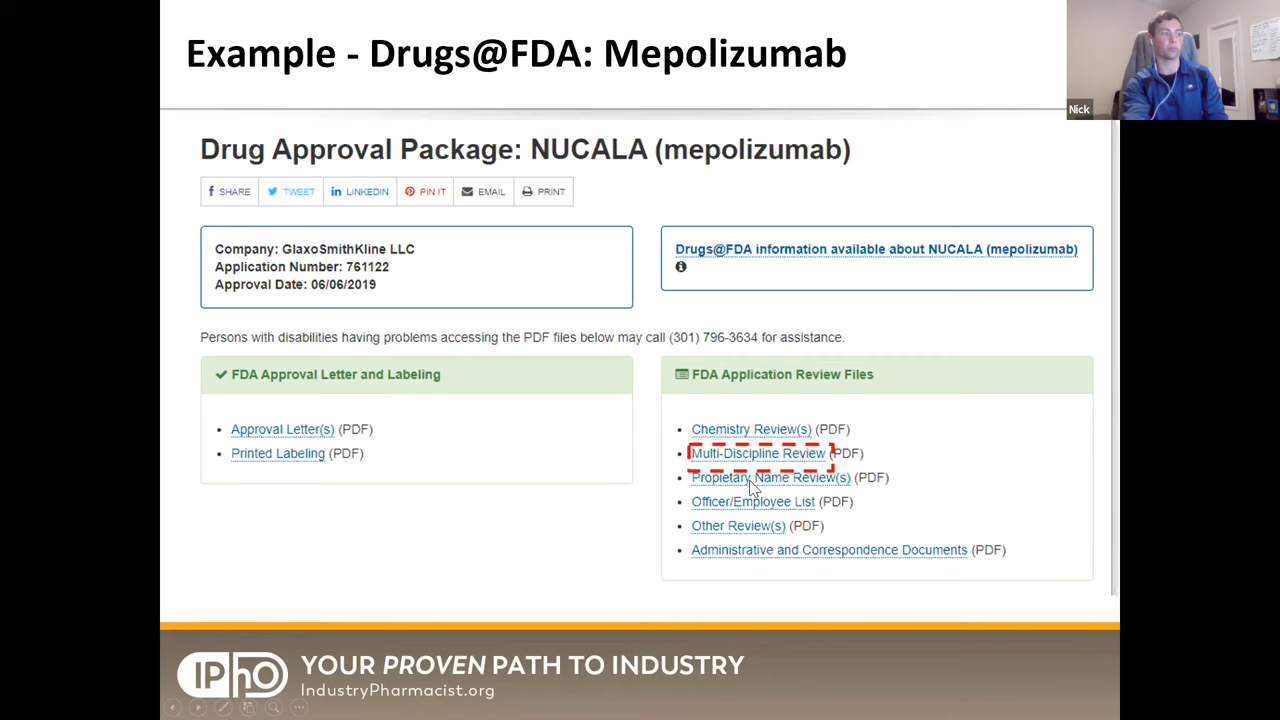 Example - Drugs@FDA: Mepolizumab
Nick
Drug Approval Package: NUCALA (mepolizumab)
SHARE TWEET LINKEDIN PIN IT EMAIL PRINT
Company: GlaxoSmithKline LLC
Application Number: 761122
Approval Date: 06/06/2019
Drugs@FDA information available about NUCALA (mepolizumab)
Persons with disabilities having problems accessing the PDF files below may call (301) 796-3634 for assistance.
FDA Approval Letter and Labeling
Approval Letter(s) (PDF)
Printed Labeling (PDF)
FDA Application Review Files
Chemistry Review(s) (PDF)
Multi-Discipline Review (PDF)
Propietary Name Review(s) (PDF)
Officer/Employee List (PDF)
Other Review(s) (PDF)
Administrative and Correspondence Documents (PDF)
IPhO
YOUR PROVEN PATH TO INDUSTRY
IndustryPharmacist.org